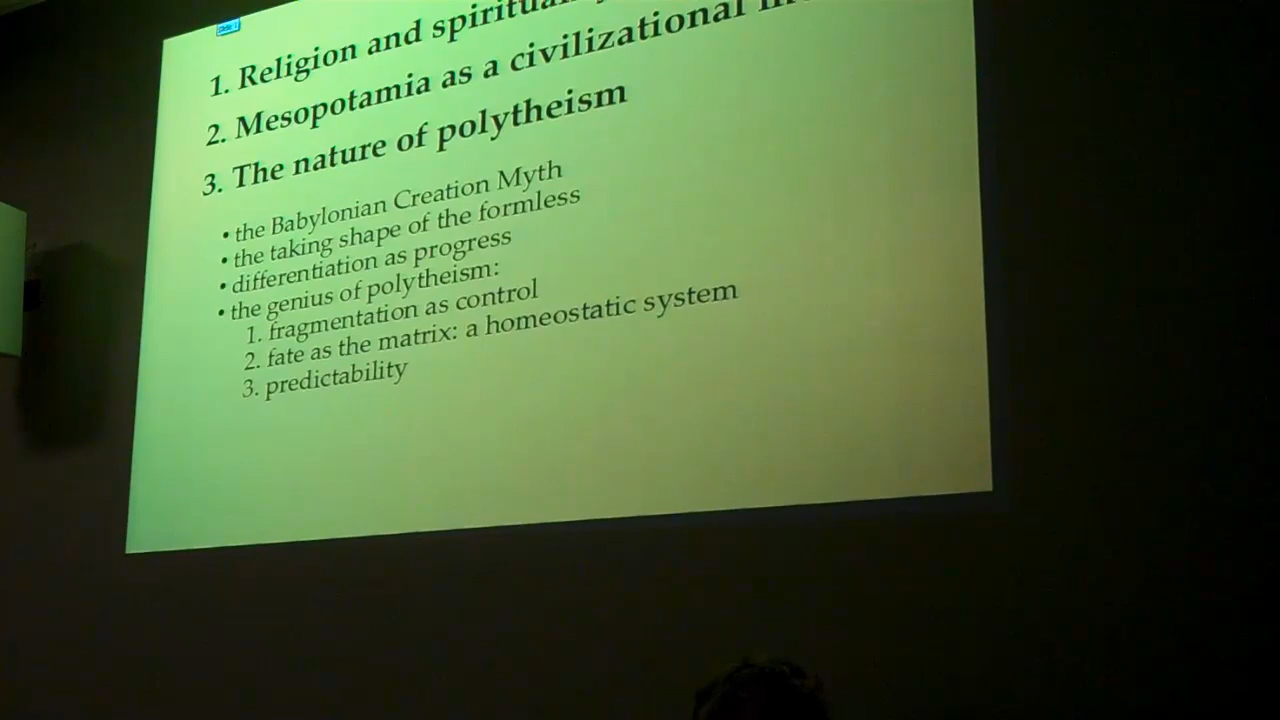 1. Religion and
2. Mesopotamia as a civilizational
3. The nature of polytheism
• the Babylonian Creation Myth
• the taking shape of the formless
• differentiation as progress
• the genius of polytheism:
1. fragmentation as control
2. fate as the matrix: a homeostatic system
3. predictability